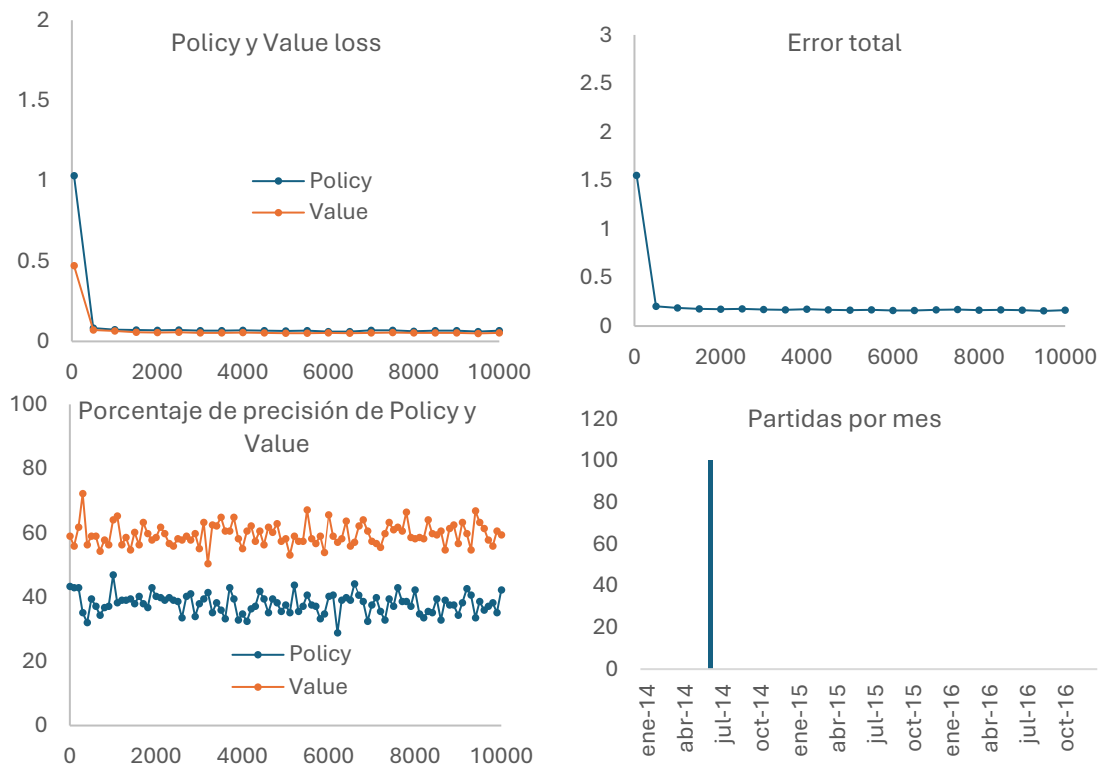 Policy y Value loss
2
1.5
1
0.5
0
Policy
Value
0 2000 4000 6000 8000 10000
Error total
3
2.5
2
1.5
1
0.5
0
0 2000 4000 6000 8000 10000
Porcentaje de precisión de Policy y
Value
100
80
60
40
20
0
Policy
Value
0 2000 4000 6000 8000 10000
Partidas por mes
120
100
80
60
40
20
0
ene-14 abr-14 jul-14 oct-14 ene-15 abr-15 jul-15 oct-15 ene-16 abr-16 jul-16 oct-16